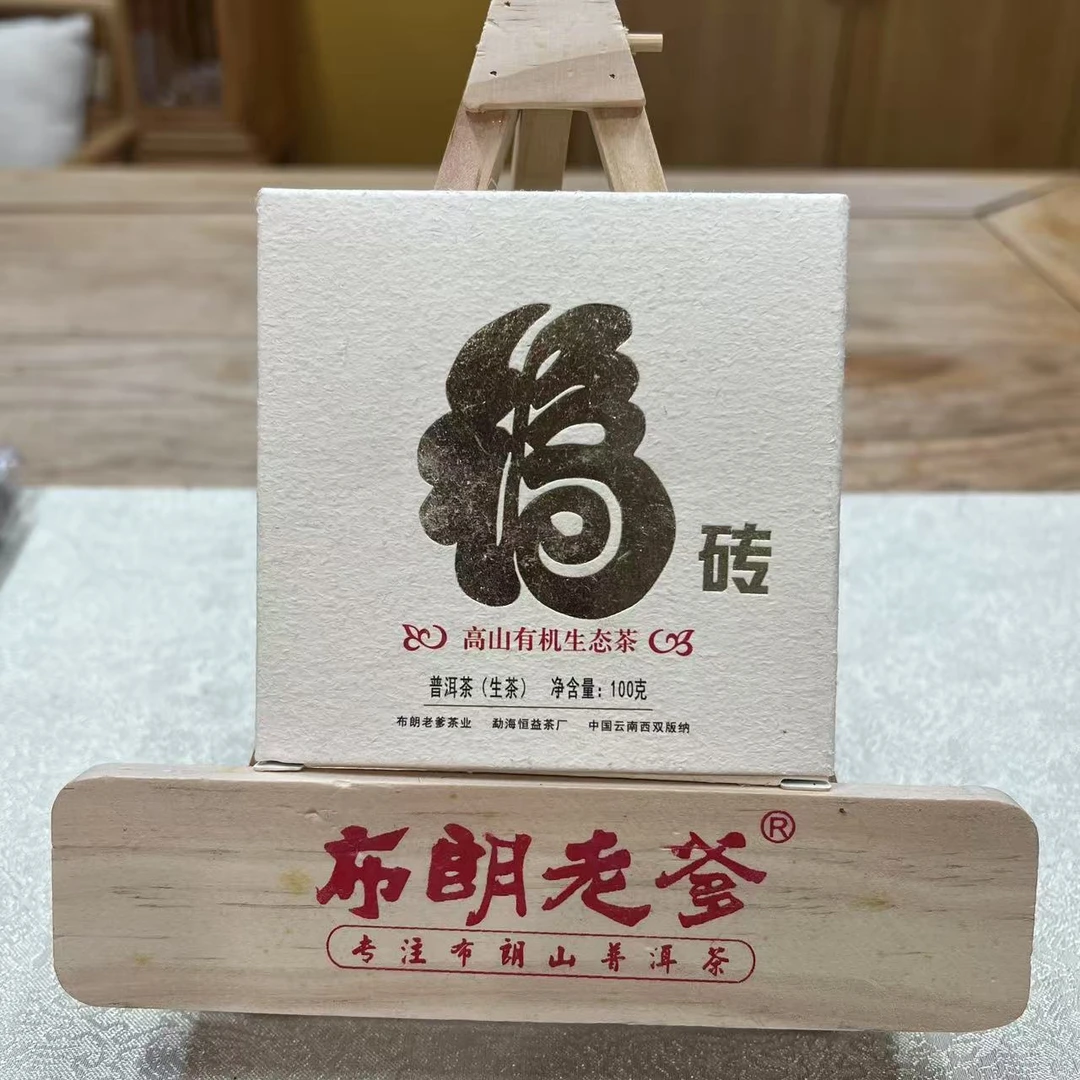 福
砖
高山有机生态茶
普洱茶（生茶） 净含量：100克
布朗老爹茶业 勐海恒益茶厂 中国云南西双版纳
布朗老爹®
专注布朗山普洱茶